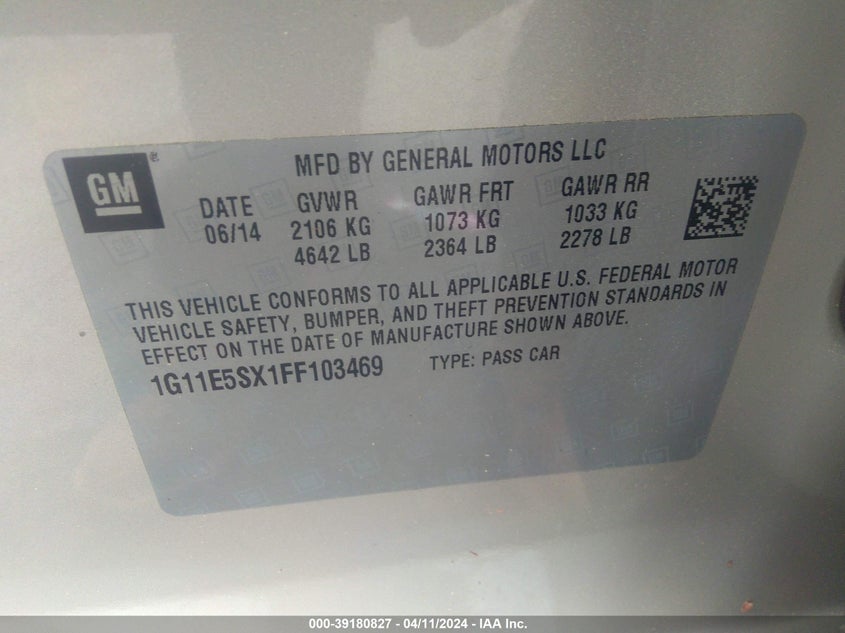 GM®
MFD BY GENERAL MOTORS LLC
DATE GVWR GAWR FRT GAWR RR
06/14 2106 KG 1073 KG 1033 KG
4642 LB 2364 LB 2278 LB
THIS VEHICLE CONFORMS TO ALL APPLICABLE U.S. FEDERAL MOTOR
VEHICLE SAFETY, BUMPER, AND THEFT PREVENTION STANDARDS IN
EFFECT ON THE DATE OF MANUFACTURE SHOWN ABOVE.
1G11E5SX1FF103469 TYPE: PASS CAR
000-39180827 - 04/11/2024 - IAA Inc.